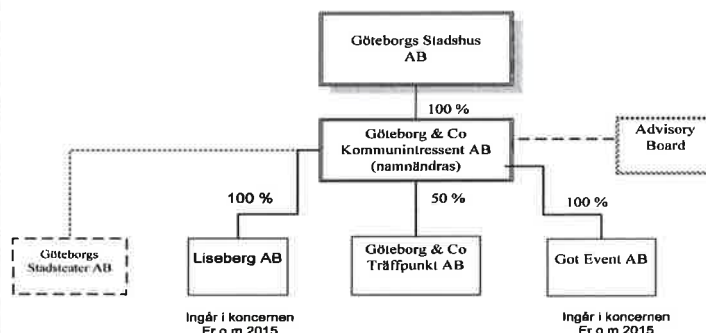 Göteborgs Stadshus
AB
100 %
Göteborg & Co
Kommunintressent AB
(namnändras)
Advisory
Board
100 %
50 %
100 %
Göteborgs
Stadsteater AB
Liseberg AB
Göteborg & Co
Träffpunkt AB
Got Event AB
Ingår i koncernen
Fr o m 2015
Ingår i koncernen
Fr o m 2015